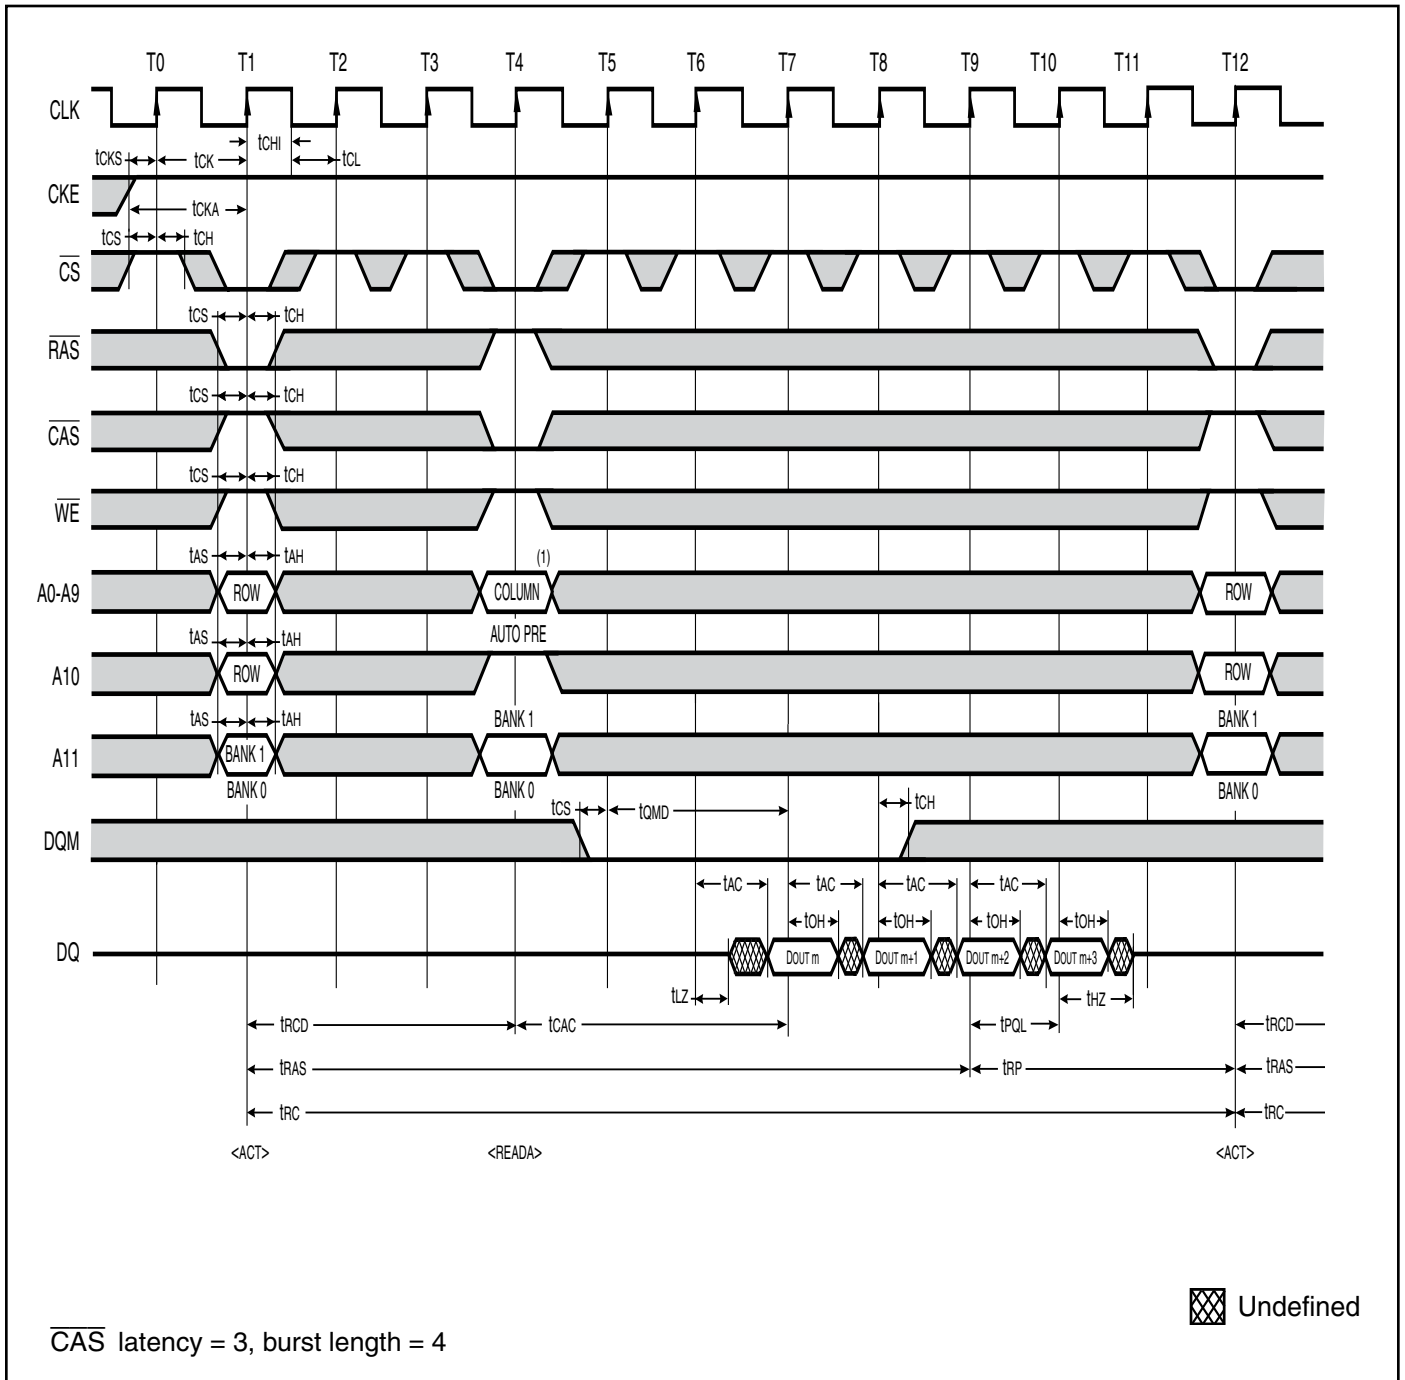 T0 T1 T2 T3 T4 T5 T6 T7 T8 T9 T10 T11 T12
CLK
tCHI
tCKS tCK tCL
CKE
tCKA
tCS tCH
CS
tCS tCH
RAS
tCS tCH
CAS
tCS tCH
WE
tAS tAH (1)
A0-A9 ROW COLUMN ROW
AUTO PRE
tAS tAH
A10 ROW ROW
tAS tAH BANK 1 BANK 1
A11 BANK 1
BANK 0 BANK 0 BANK 0
tCS tQMD tCH
DQM
tAC tAC tAC tAC
tOH tOH tOH tOH
DQ DOUT m DOUT m+1 DOUT m+2 DOUT m+3
tLZ tHZ
tRCD tCAC tPQL tRCD
tRAS tRP tRAS
tRC tRC
<ACT> <READA> <ACT>
Undefined
CAS latency = 3, burst length = 4